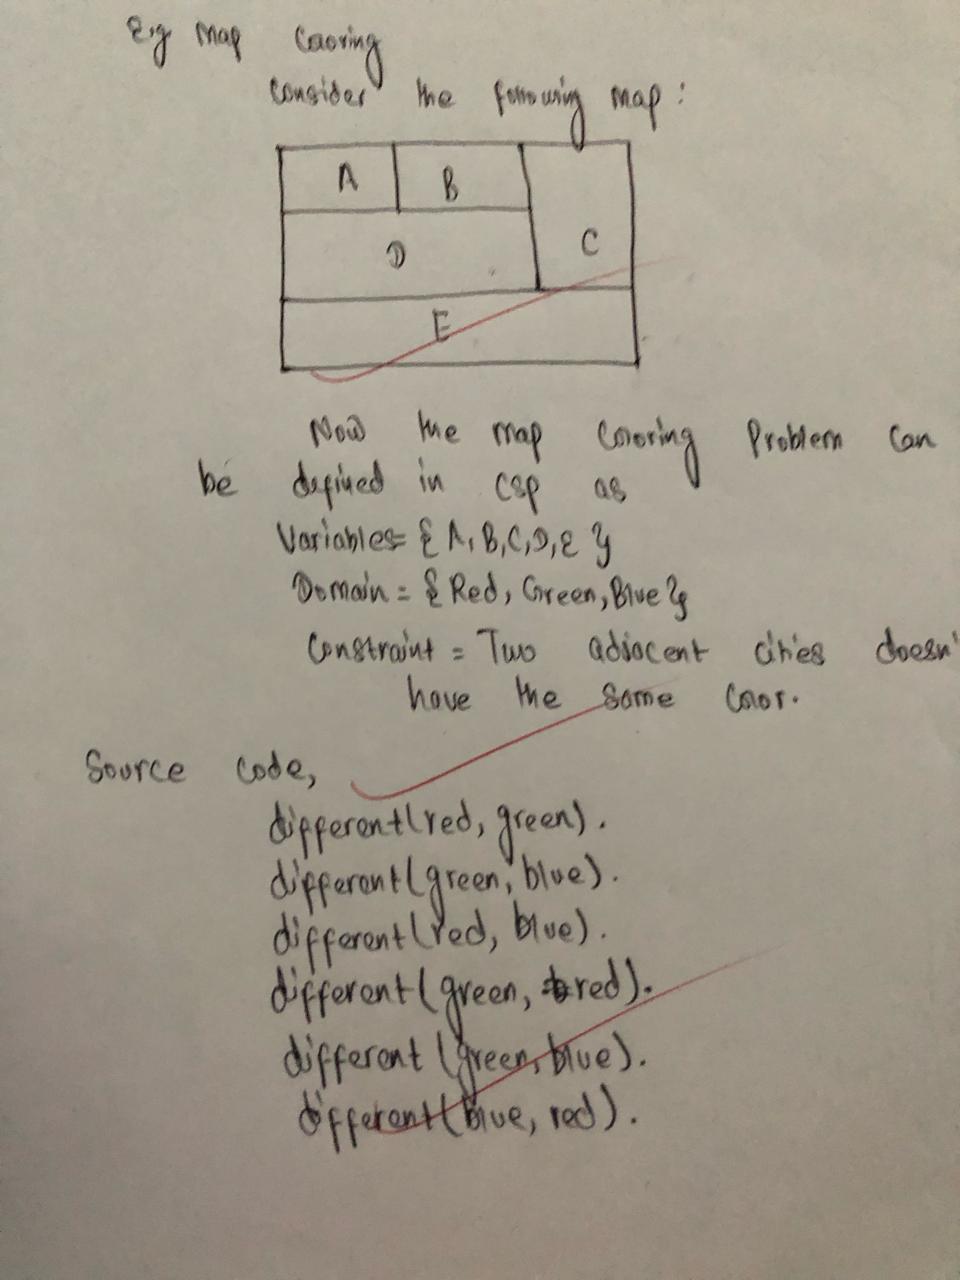 E.g Map Coloring
Consider the following map:
A B
C
D
E
Now the map Coloring Problem can
be defined in CSP as
Variables = { A, B, C, D, E }
Domain = { Red, Green, Blue }
Constraint = Two adjacent cities doesn'
have the same color.
Source code,
different(red, green).
different(green, blue).
different(red, blue).
different(green, red).
different(green, blue).
different(blue, red).